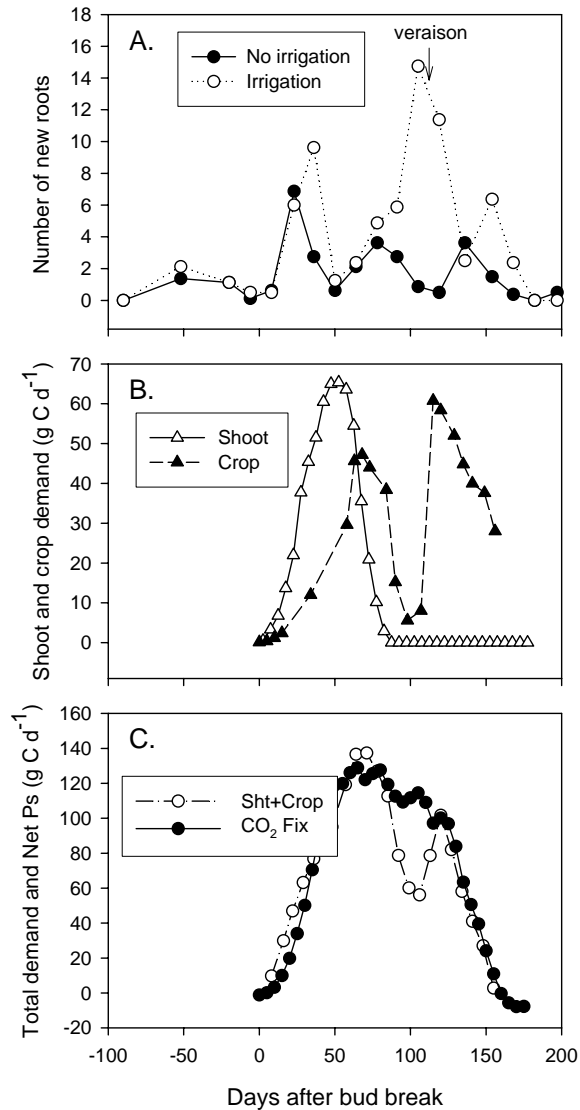 A.
veraison
No irrigation
Irrigation
Number of new roots
18
16
14
12
10
8
6
4
2
0
B.
Shoot
Crop
Shoot and crop demand (g C d-1)
70
60
50
40
30
20
10
0
C.
Sht+Crop
CO2 Fix
Total demand and Net Ps (g C d-1)
160
140
120
100
80
60
40
20
0
-20
-100 -50 0 50 100 150 200
Days after bud break